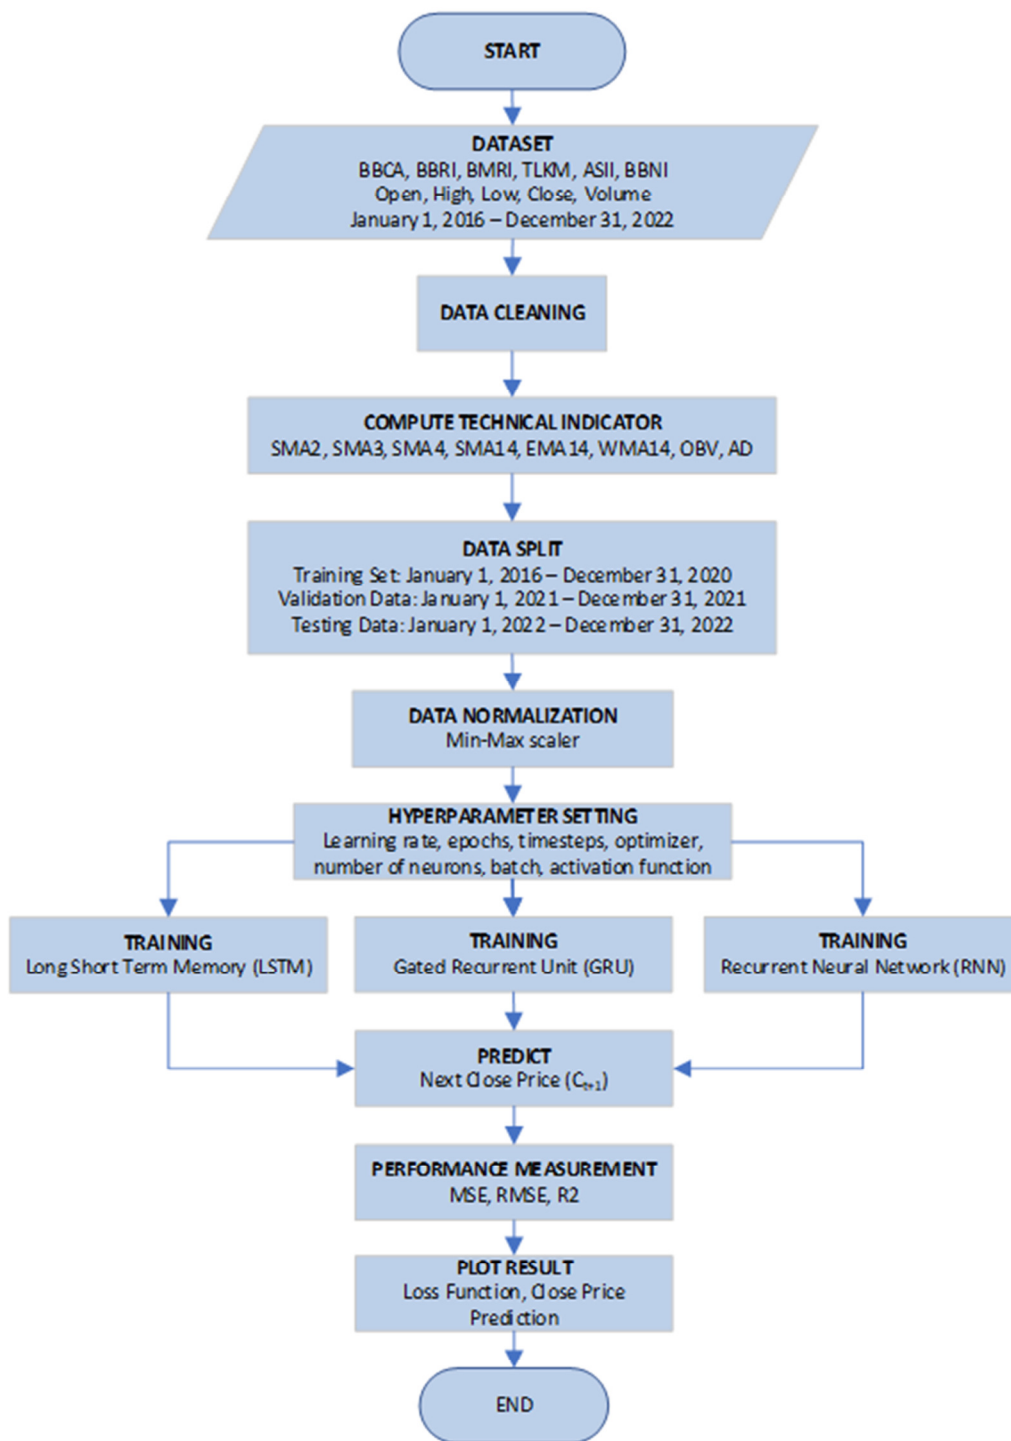 START
DATASET
BBCA, BBRI, BMRI, TLKM, ASII, BBNI
Open, High, Low, Close, Volume
January 1, 2016 – December 31, 2022
DATA CLEANING
COMPUTE TECHNICAL INDICATOR
SMA2, SMA3, SMA4, SMA14, EMA14, WMA14, OBV, AD
DATA SPLIT
Training Set: January 1, 2016 – December 31, 2020
Validation Data: January 1, 2021 – December 31, 2021
Testing Data: January 1, 2022 – December 31, 2022
DATA NORMALIZATION
Min-Max scaler
HYPERPARAMETER SETTING
Learning rate, epochs, timesteps, optimizer,
number of neurons, batch, activation function
TRAINING
Long Short Term Memory (LSTM)
TRAINING
Gated Recurrent Unit (GRU)
TRAINING
Recurrent Neural Network (RNN)
PREDICT
Next Close Price (Cₜ₊₁)
PERFORMANCE MEASUREMENT
MSE, RMSE, R2
PLOT RESULT
Loss Function, Close Price
Prediction
END